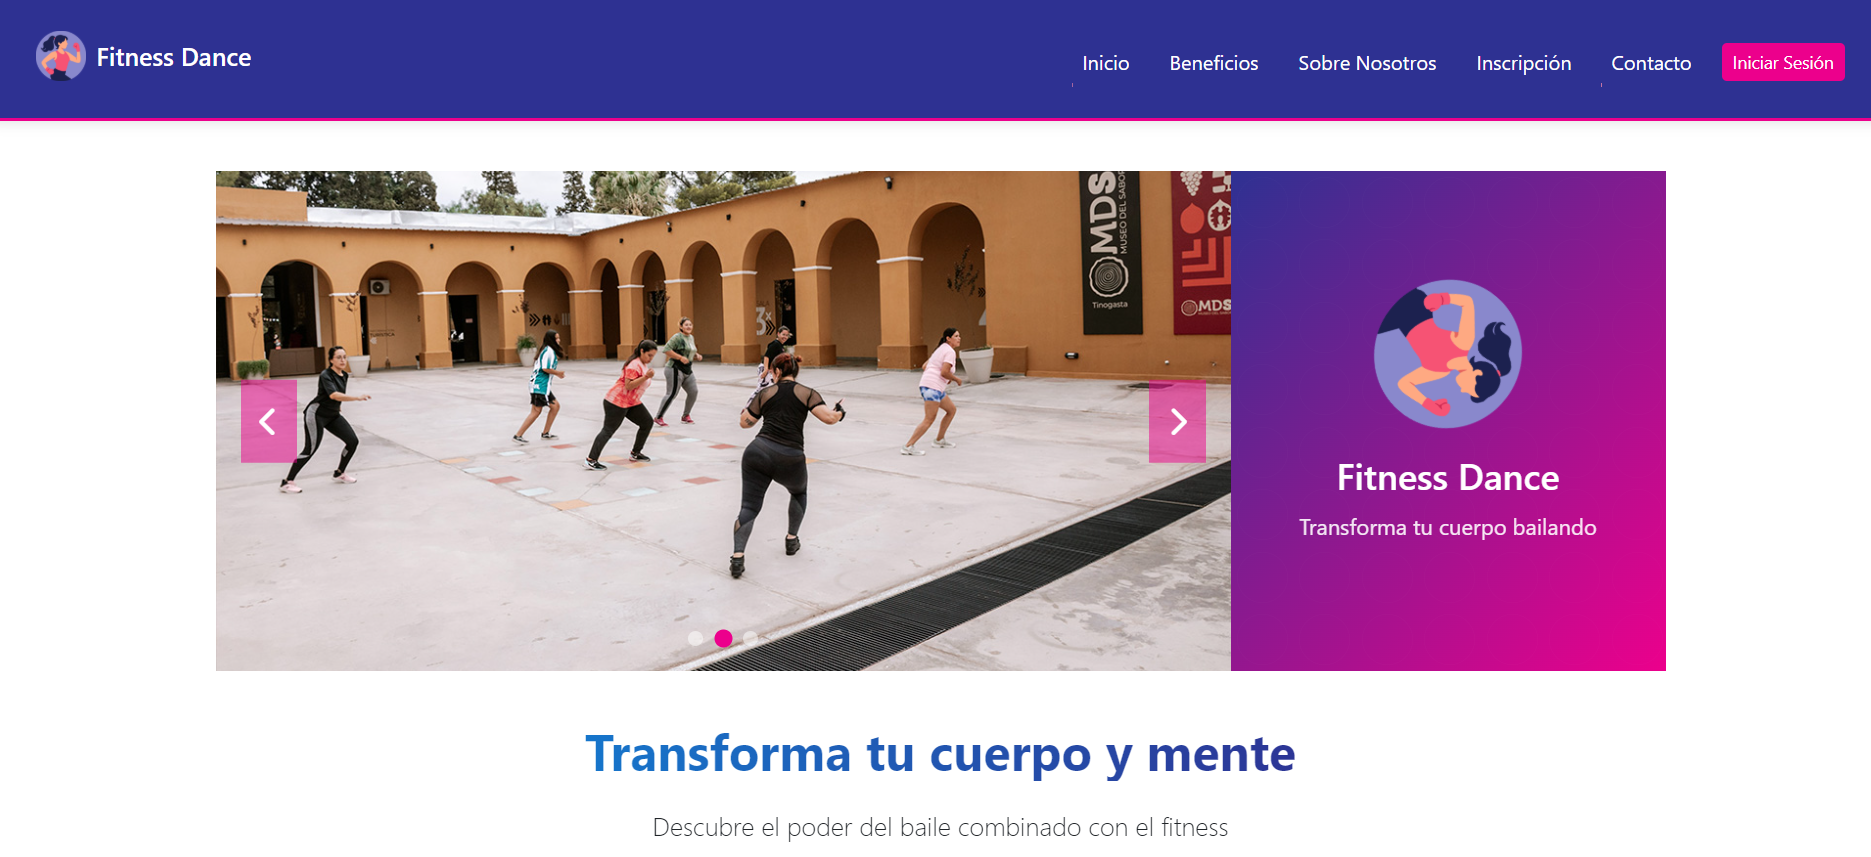 Fitness Dance
Inicio
Beneficios
Sobre Nosotros
Inscripción
Contacto
Iniciar Sesión
MDS
MUSEO DEL SABOR
Tinogasta
MDS
3
Fitness Dance
Transforma tu cuerpo bailando
Transforma tu cuerpo y mente
Descubre el poder del baile combinado con el fitness